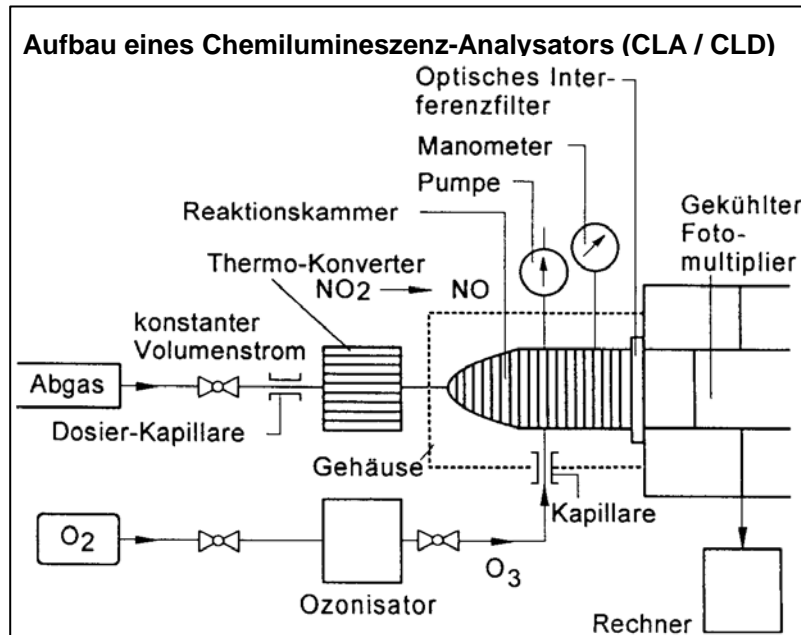 Aufbau eines Chemilumineszenz-Analysators (CLA / CLD)
Optisches Inter-
ferenzfilter
Manometer
Pumpe
Reaktionskammer
Gekühlter
Foto-
multiplier
Thermo-Konverter
NO2 → NO
konstanter
Volumenstrom
Abgas
Dosier-Kapillare
Gehäuse
Kapillare
O2
O3
Ozonisator
Rechner